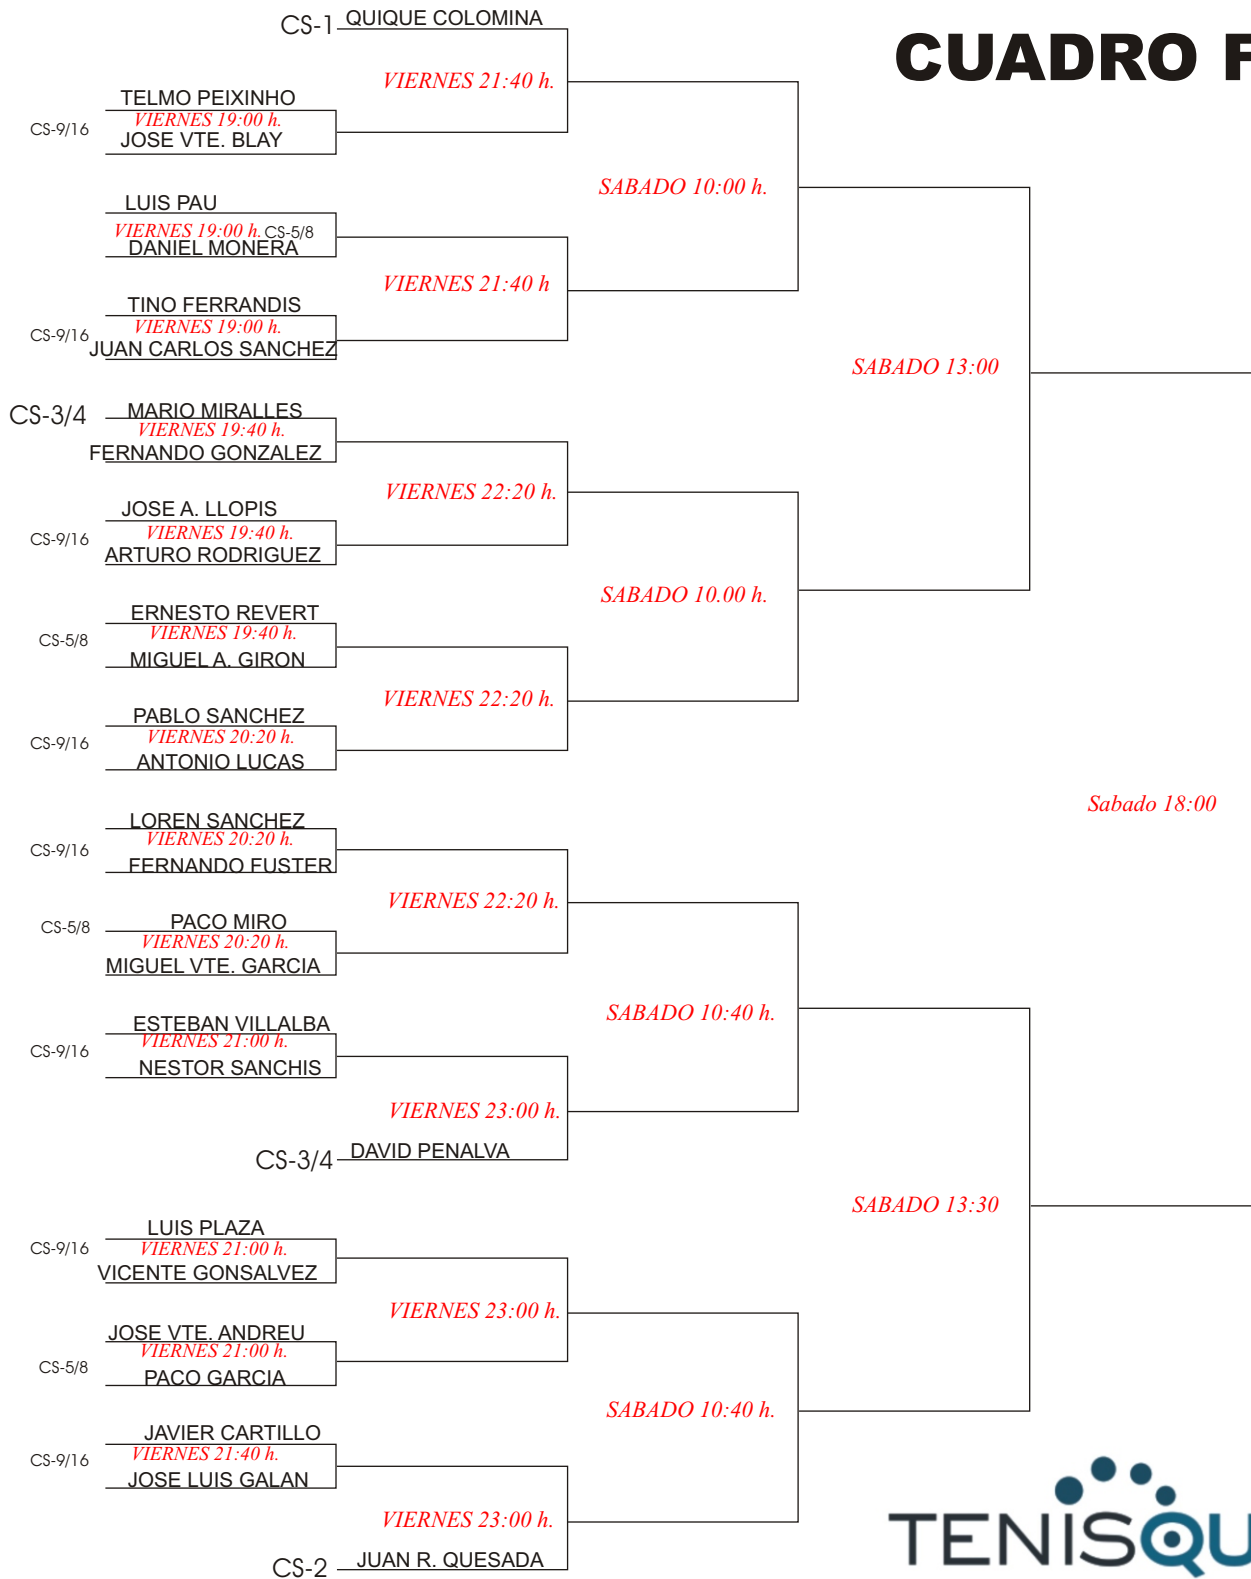 CS-1 QUIQUE COLOMINA
CUADRO F
VIERNES 21:40 h.
TELMO PEIXINHO
VIERNES 19:00 h.
CS-9/16
JOSE VTE. BLAY
SABADO 10:00 h.
LUIS PAU
VIERNES 19:00 h. CS-5/8
DANIEL MONERA
VIERNES 21:40 h
TINO FERRANDIS
VIERNES 19:00 h.
CS-9/16
JUAN CARLOS SANCHEZ
SABADO 13:00
CS-3/4 MARIO MIRALLES
VIERNES 19:40 h.
FERNANDO GONZALEZ
VIERNES 22:20 h.
JOSE A. LLOPIS
VIERNES 19:40 h.
CS-9/16
ARTURO RODRIGUEZ
SABADO 10.00 h.
ERNESTO REVERT
VIERNES 19:40 h.
CS-5/8
MIGUEL A. GIRON
VIERNES 22:20 h.
PABLO SANCHEZ
VIERNES 20:20 h.
CS-9/16
ANTONIO LUCAS
Sabado 18:00
LOREN SANCHEZ
VIERNES 20:20 h.
CS-9/16
FERNANDO FUSTER
VIERNES 22:20 h.
CS-5/8 PACO MIRO
VIERNES 20:20 h.
MIGUEL VTE. GARCIA
SABADO 10:40 h.
ESTEBAN VILLALBA
VIERNES 21:00 h.
CS-9/16
NESTOR SANCHIS
VIERNES 23:00 h.
CS-3/4 DAVID PENALVA
SABADO 13:30
LUIS PLAZA
VIERNES 21:00 h.
CS-9/16
VICENTE GONSALVEZ
VIERNES 23:00 h.
JOSE VTE. ANDREU
VIERNES 21:00 h.
CS-5/8
PACO GARCIA
SABADO 10:40 h.
JAVIER CARTILLO
VIERNES 21:40 h.
CS-9/16
JOSE LUIS GALAN
VIERNES 23:00 h.
TENISQU
CS-2 JUAN R. QUESADA